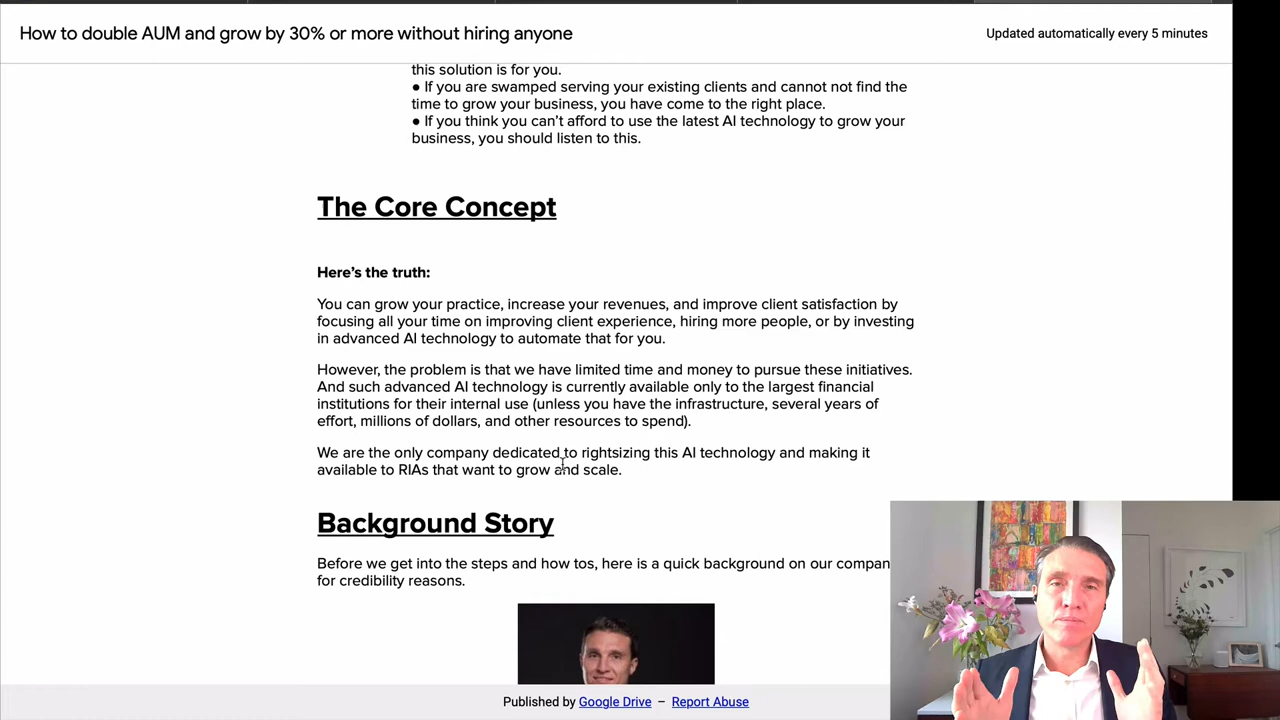 How to double AUM and grow by 30% or more without hiring anyone
Updated automatically every 5 minutes
this solution is for you.
● If you are swamped serving your existing clients and cannot not find the
time to grow your business, you have come to the right place.
● If you think you can’t afford to use the latest AI technology to grow your
business, you should listen to this.
The Core Concept
Here’s the truth:
You can grow your practice, increase your revenues, and improve client satisfaction by
focusing all your time on improving client experience, hiring more people, or by investing
in advanced AI technology to automate that for you.
However, the problem is that we have limited time and money to pursue these initiatives.
And such advanced AI technology is currently available only to the largest financial
institutions for their internal use (unless you have the infrastructure, several years of
effort, millions of dollars, and other resources to spend).
We are the only company dedicated to rightsizing this AI technology and making it
available to RIAs that want to grow and scale.
Background Story
Before we get into the steps and how tos, here is a quick background on our compan
for credibility reasons.
Published by Google Drive – Report Abuse